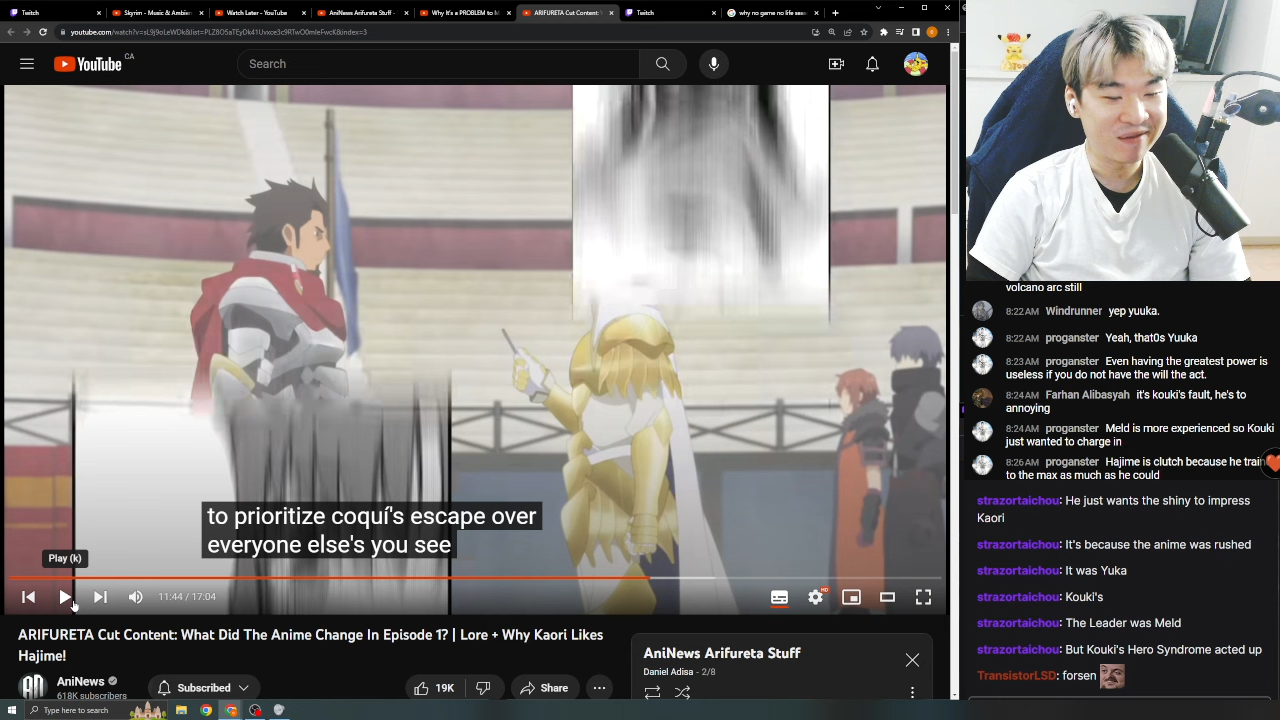 Twitch
Skyrim - Music & Ambien
Watch Later - YouTube
AniNews Arifureta Stuff -
Why It's a PROBLEM to M
ARIFURETA Cut Content:
Twitch
why no game no life seas
youtube.com/watch?v=sL9j9oLeWDk&list=PLZ8O5aTEyDk41Uvxce3c9RTwO0mIeFwcK&index=3
YouTube CA
Search
to prioritize coquí's escape over
everyone else's you see
Play (k)
11:44 / 17:04
HD
ARIFURETA Cut Content: What Did The Anime Change In Episode 1? | Lore + Why Kaori Likes
Hajime!
AniNews
618K subscribers
Subscribed
19K
Share
AniNews Arifureta Stuff
Daniel Adisa - 2/8
Type here to search
volcano arc still
8:22 AM Windrunner yep yuuka.
8:22 AM proganster Yeah, that0s Yuuka
8:23 AM proganster Even having the greatest power is
useless if you do not have the will the act.
8:24 AM Farhan Alibasyah it's kouki's fault, he's to
annoying
8:24 AM proganster Meld is more experienced so Kouki
just wanted to charge in
8:26 AM proganster Hajime is clutch because he train
to the max as much as he could
strazortaichou: He just wants the shiny to impress
Kaori
strazortaichou: It's because the anime was rushed
strazortaichou: It was Yuka
strazortaichou: Kouki's
strazortaichou: The Leader was Meld
strazortaichou: But Kouki's Hero Syndrome acted up
TransistorLSD: forsen